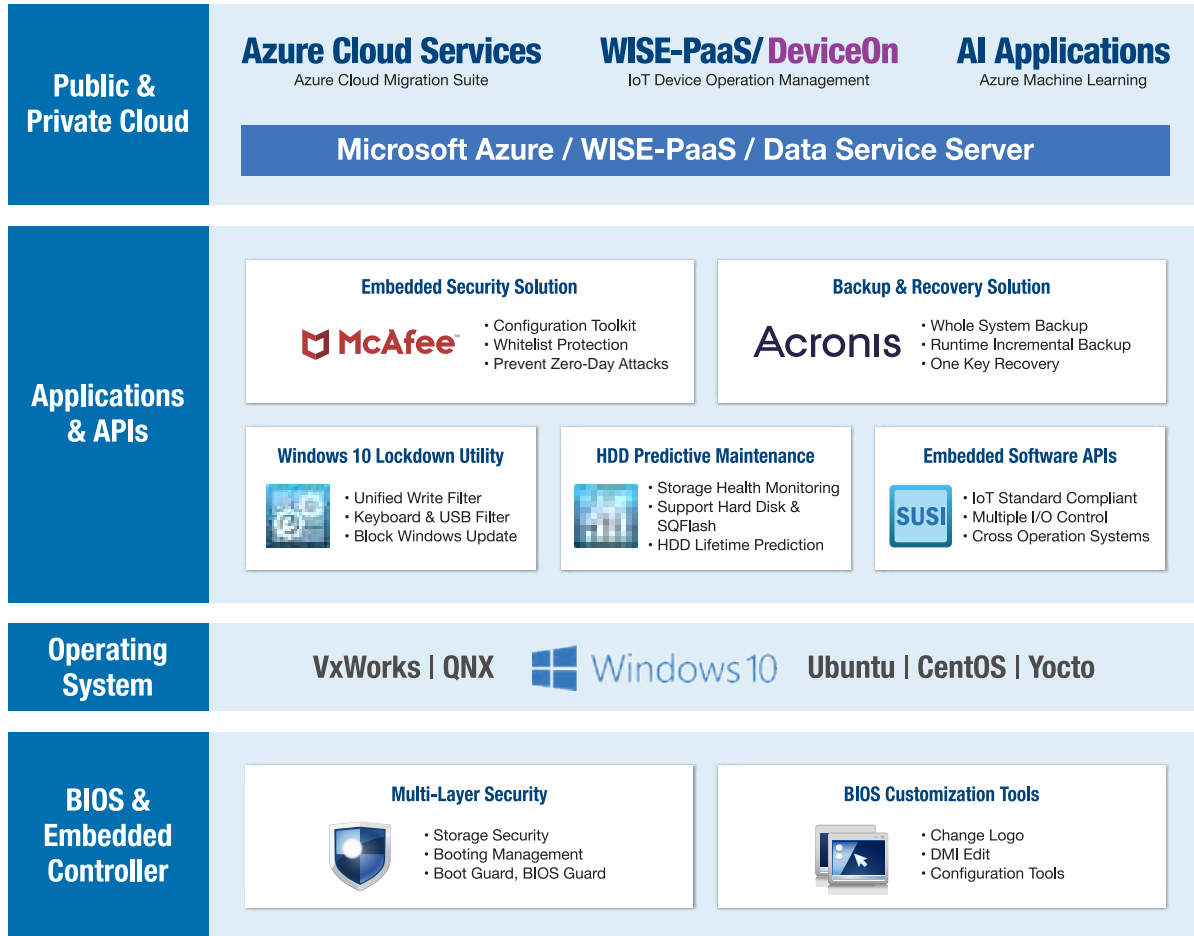 Public &
Private Cloud
Azure Cloud Services
Azure Cloud Migration Suite
WISE-PaaS/DeviceOn
IoT Device Operation Management
AI Applications
Azure Machine Learning
Microsoft Azure / WISE-PaaS / Data Service Server
Applications
& APIs
Embedded Security Solution
McAfee™
• Configuration Toolkit
• Whitelist Protection
• Prevent Zero-Day Attacks
Backup & Recovery Solution
Acronis
• Whole System Backup
• Runtime Incremental Backup
• One Key Recovery
Windows 10 Lockdown Utility
• Unified Write Filter
• Keyboard & USB Filter
• Block Windows Update
HDD Predictive Maintenance
• Storage Health Monitoring
• Support Hard Disk &
SQFlash
• HDD Lifetime Prediction
Embedded Software APIs
SUSI
• IoT Standard Compliant
• Multiple I/O Control
• Cross Operation Systems
Operating
System
VxWorks | QNX
Windows 10
Ubuntu | CentOS | Yocto
BIOS &
Embedded
Controller
Multi-Layer Security
• Storage Security
• Booting Management
• Boot Guard, BIOS Guard
BIOS Customization Tools
• Change Logo
• DMI Edit
• Configuration Tools